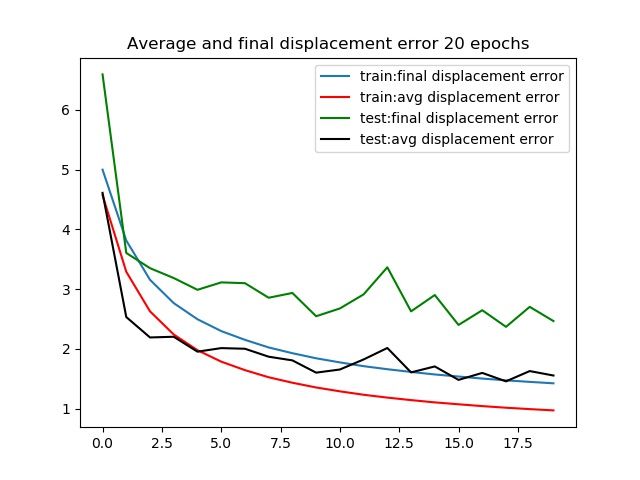 Average and final displacement error 20 epochs
train:final displacement error
train:avg displacement error
test:final displacement error
test:avg displacement error
6
5
4
3
2
1
0.0 2.5 5.0 7.5 10.0 12.5 15.0 17.5